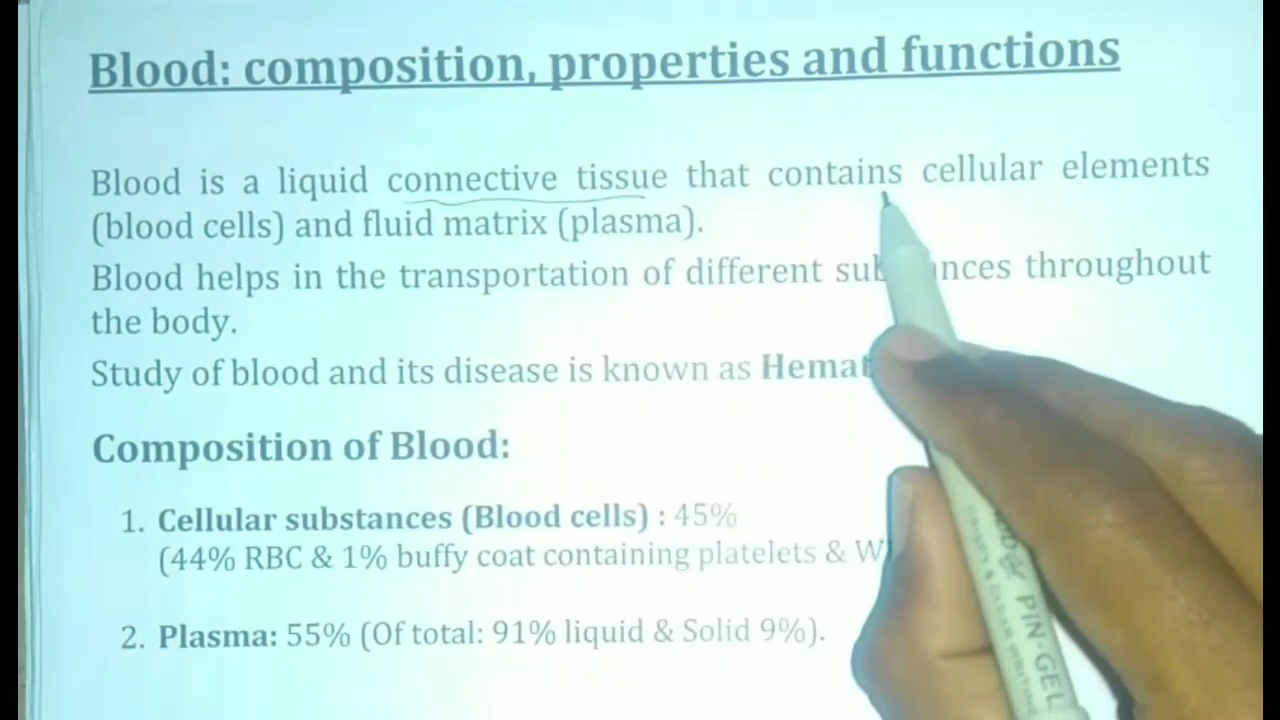 Blood: composition, properties and functions
Blood is a liquid connective tissue that contains cellular elements
(blood cells) and fluid matrix (plasma).
Blood helps in the transportation of different throughout
the body.
Study of blood and its disease is known as
Composition of Blood:
1. Cellular substances (Blood cells) : 45%
(44% RBC & 1% buffy coat containing platelets &
2. Plasma: 55% (Of total: 91% liquid & Solid 9%).
PIN-GEL